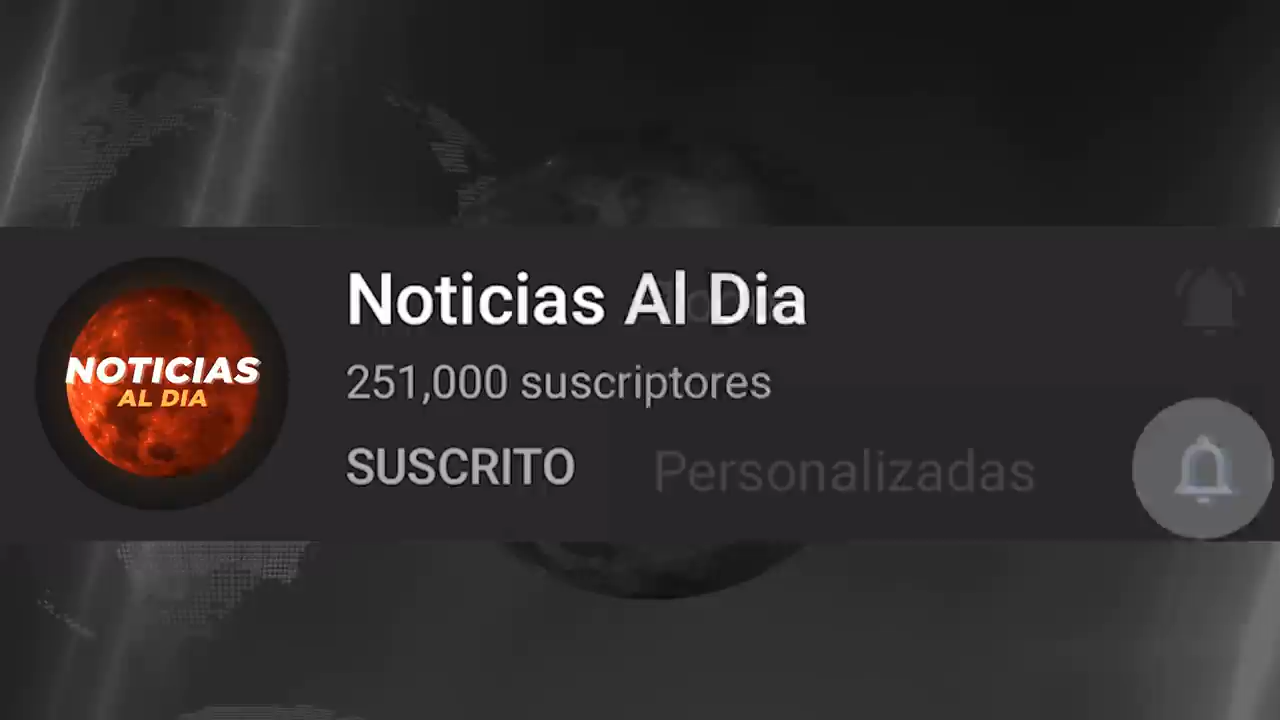 Noticias Al Dia
251,000 suscriptores
SUSCRITO
Personalizadas
NOTICIAS
AL DIA